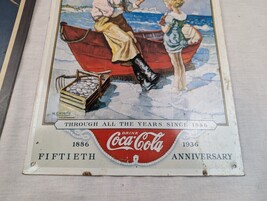 THROUGH ALL THE YEARS SINCE 1886
DRINK
1886 Coca-Cola 1936
FIFTIETH ANNIVERSARY